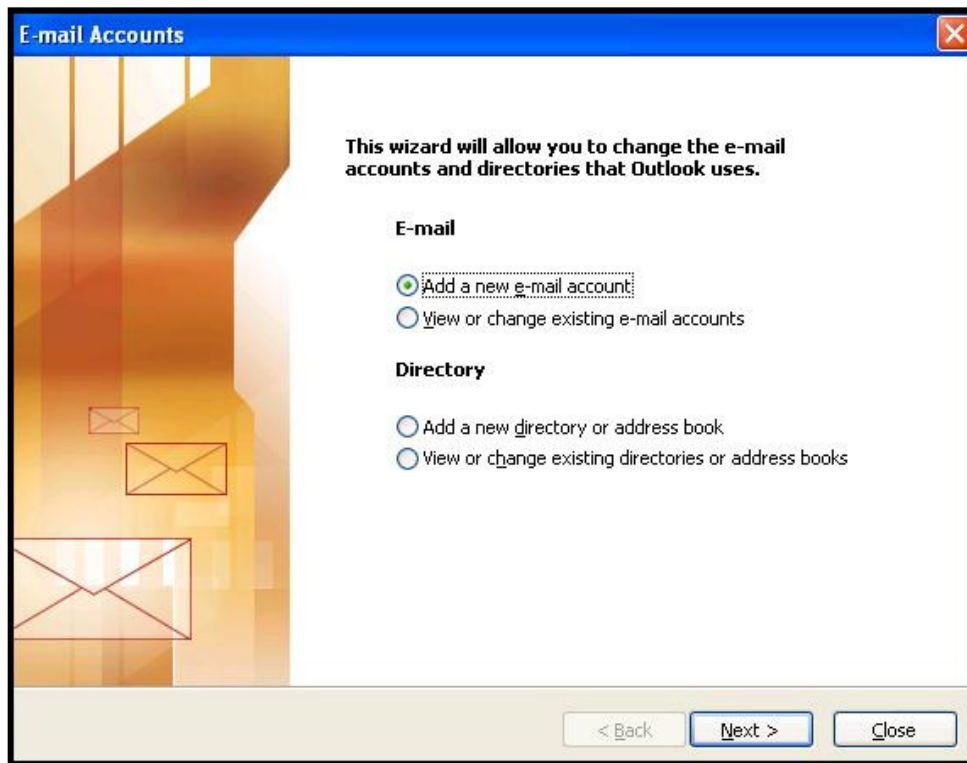 E-mail Accounts
This wizard will allow you to change the e-mail
accounts and directories that Outlook uses.
E-mail
Add a new e-mail account
View or change existing e-mail accounts
Directory
Add a new directory or address book
View or change existing directories or address books
< Back
Next >
Close